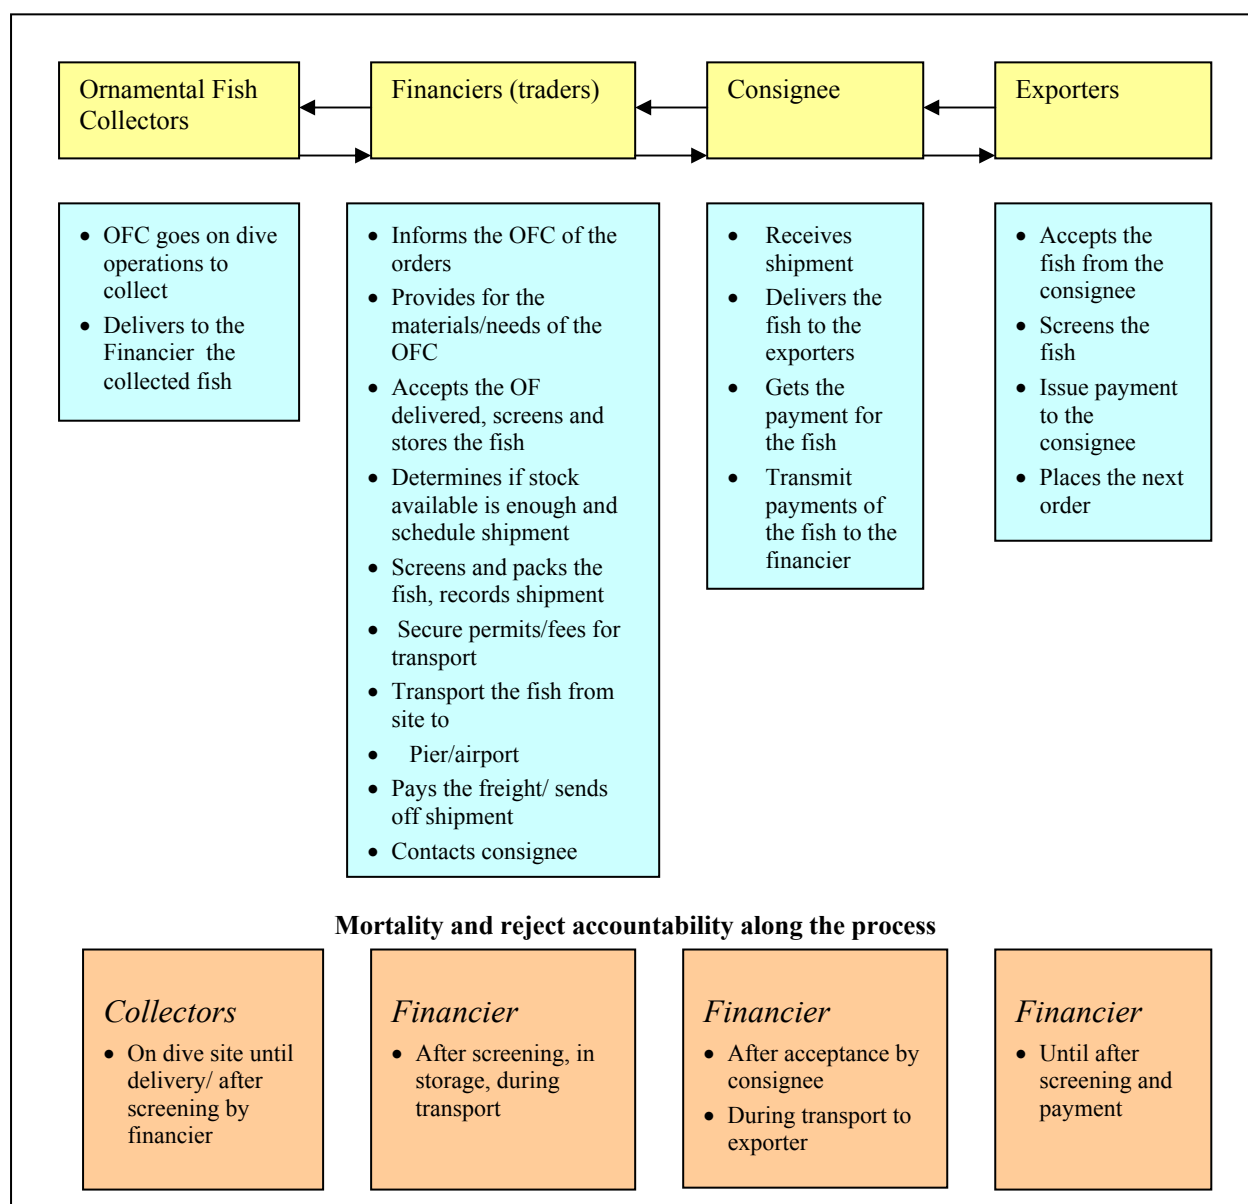 Ornamental Fish
Collectors
Financiers (traders)
Consignee
Exporters
• OFC goes on dive
operations to
collect
• Delivers to the
Financier the
collected fish
• Informs the OFC of the
orders
• Provides for the
materials/needs of the
OFC
• Accepts the OF
delivered, screens and
stores the fish
• Determines if stock
available is enough and
schedule shipment
• Screens and packs the
fish, records shipment
• Secure permits/fees for
transport
• Transport the fish from
site to
• Pier/airport
• Pays the freight/ sends
off shipment
• Contacts consignee
• Receives
shipment
• Delivers the
fish to the
exporters
• Gets the
payment for
the fish
• Transmit
payments of
the fish to the
financier
• Accepts the
fish from the
consignee
• Screens the
fish
• Issue payment
to the
consignee
• Places the next
order
Mortality and reject accountability along the process
Collectors
• On dive site until
delivery/ after
screening by
financier
Financier
• After screening, in
storage, during
transport
Financier
• After acceptance by
consignee
• During transport to
exporter
Financier
• Until after
screening and
payment